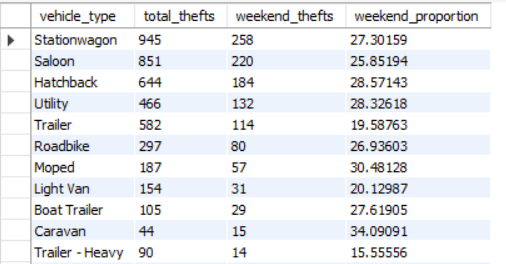 vehicle_type total_thefts weekend_thefts weekend_proportion
Stationwagon 945 258 27.30159
Saloon 851 220 25.85194
Hatchback 644 184 28.57143
Utility 466 132 28.32618
Trailer 582 114 19.58763
Roadbike 297 80 26.93603
Moped 187 57 30.48128
Light Van 154 31 20.12987
Boat Trailer 105 29 27.61905
Caravan 44 15 34.09091
Trailer - Heavy 90 14 15.55556